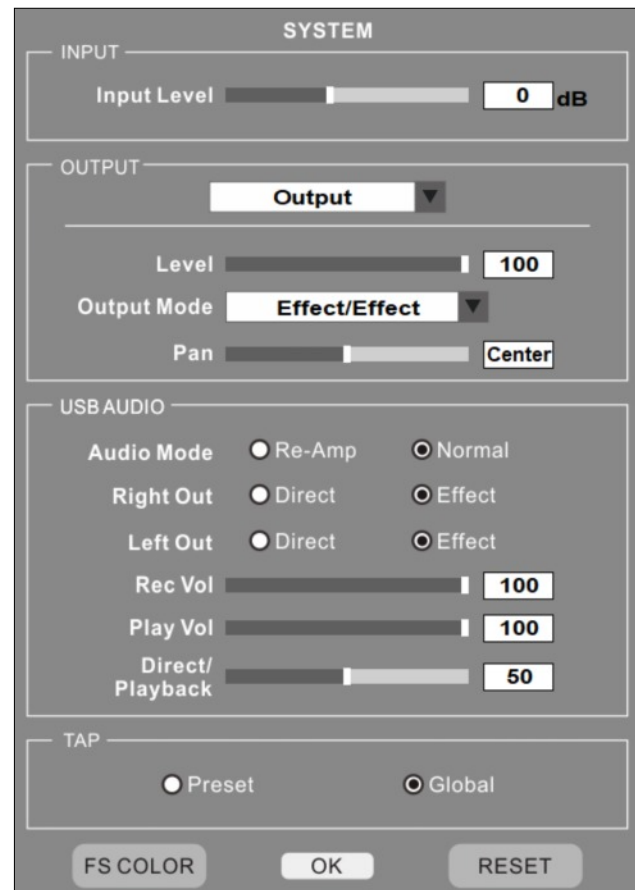 SYSTEM
INPUT
Input Level 0 dB
OUTPUT
Output
Level 100
Output Mode Effect/Effect
Pan Center
USB AUDIO
Audio Mode Re-Amp Normal
Right Out Direct Effect
Left Out Direct Effect
Rec Vol 100
Play Vol 100
Direct/
Playback 50
TAP
Preset Global
FS COLOR OK RESET